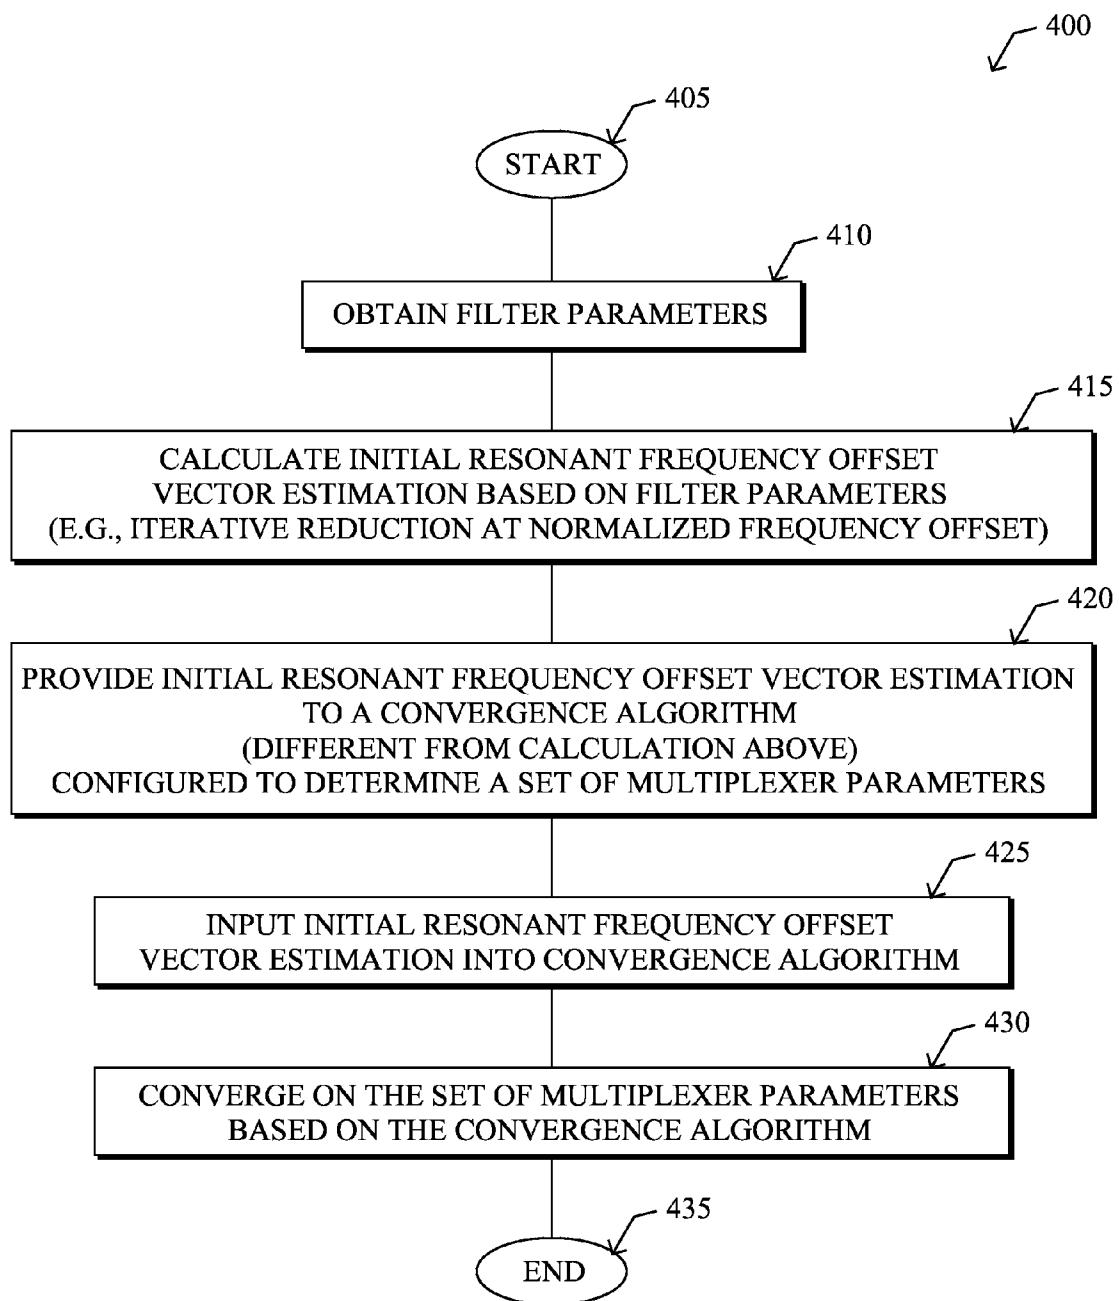 400
405
START
410
OBTAIN FILTER PARAMETERS
415
CALCULATE INITIAL RESONANT FREQUENCY OFFSET
VECTOR ESTIMATION BASED ON FILTER PARAMETERS
(E.G., ITERATIVE REDUCTION AT NORMALIZED FREQUENCY OFFSET)
420
PROVIDE INITIAL RESONANT FREQUENCY OFFSET VECTOR ESTIMATION
TO A CONVERGENCE ALGORITHM
(DIFFERENT FROM CALCULATION ABOVE)
CONFIGURED TO DETERMINE A SET OF MULTIPLEXER PARAMETERS
425
INPUT INITIAL RESONANT FREQUENCY OFFSET
VECTOR ESTIMATION INTO CONVERGENCE ALGORITHM
430
CONVERGE ON THE SET OF MULTIPLEXER PARAMETERS
BASED ON THE CONVERGENCE ALGORITHM
435
END